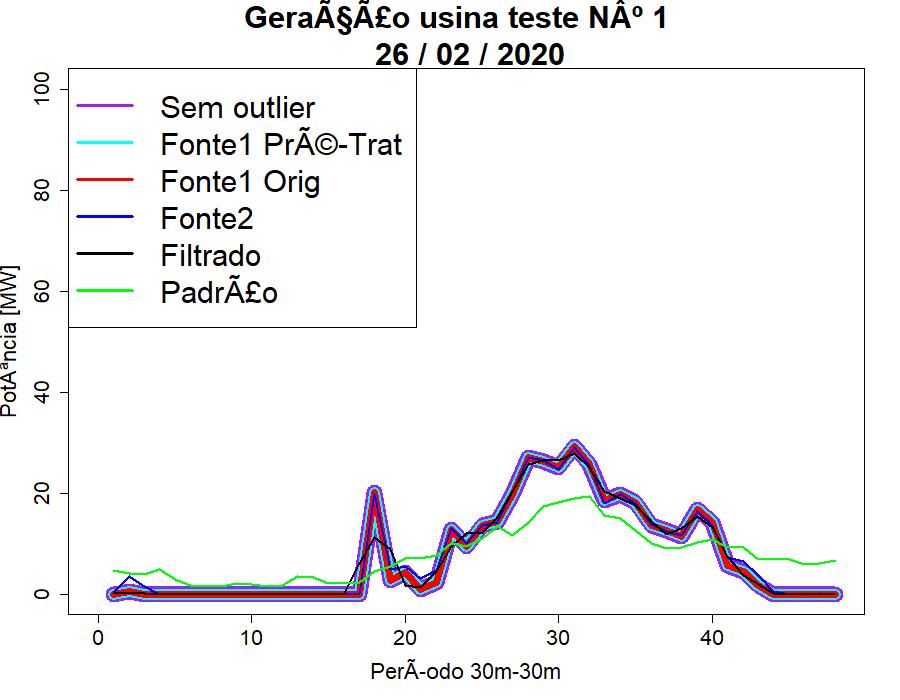 GeraÃ§Ã£o usina teste NÂº 1
26 / 02 / 2020
Sem outlier
Fonte1 PrÃ©-Trat
Fonte1 Orig
Fonte2
Filtrado
PadrÃ£o
PotÃªncia [MW]
100
80
60
40
20
0
0 10 20 30 40
PerÃ-odo 30m-30m